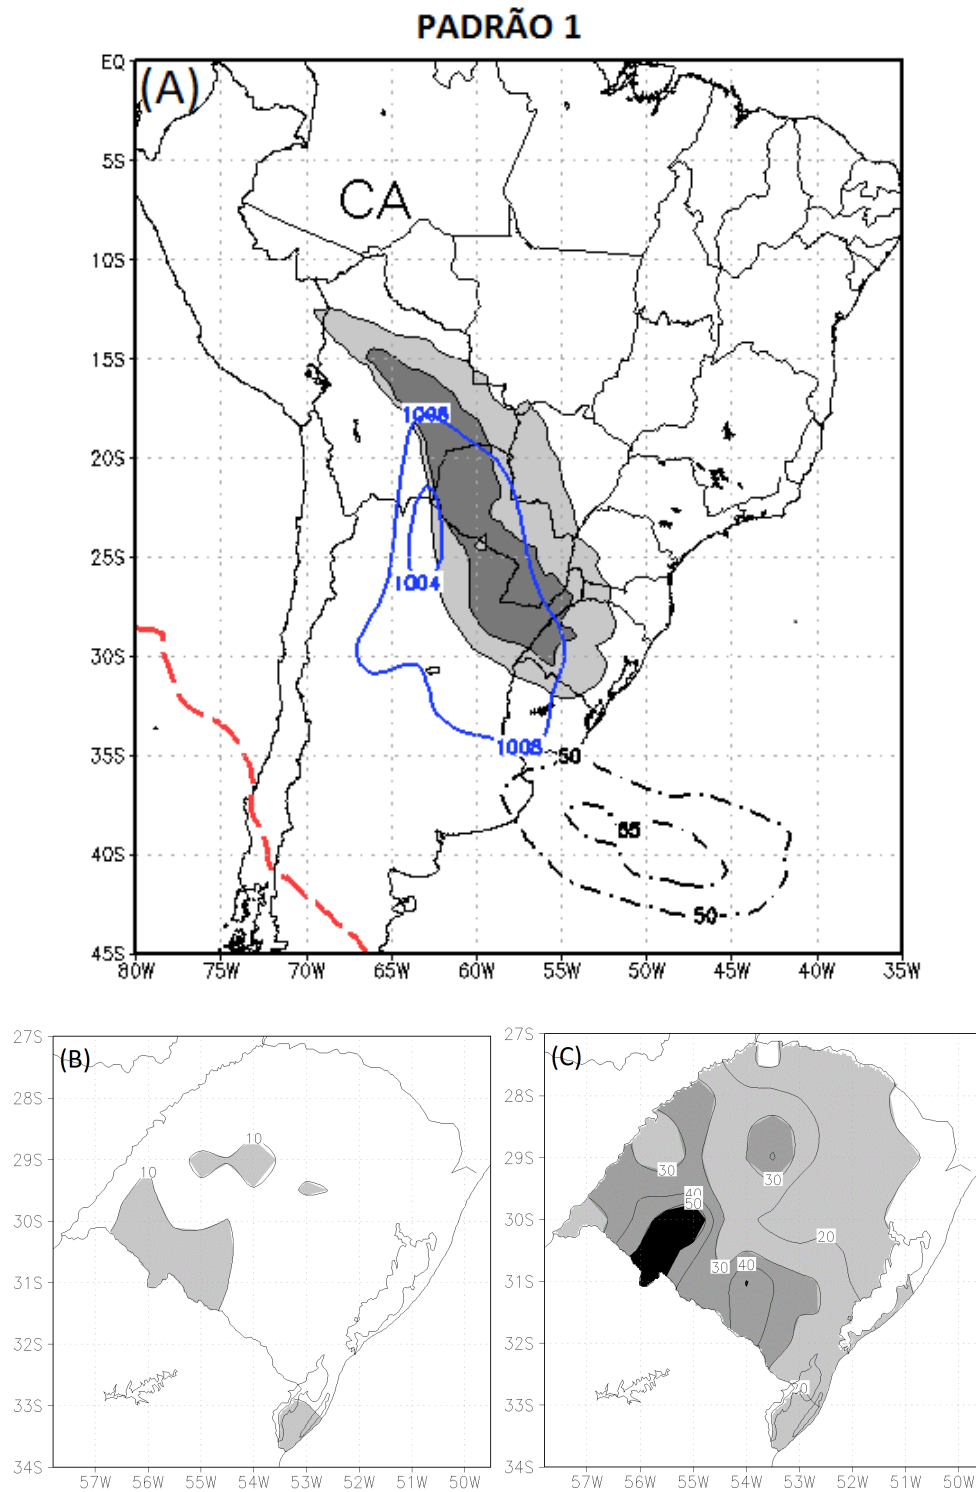 PADRÃO 1
EQ
(A)
5S
CA
10S
15S
1008
20S
25S
1004
30S
1008
35S
50
55
40S
50
45S
80W 75W 70W 65W 60W 55W 50W 45W 40W 35W
27S
(B)
28S
10
29S
10
30S
31S
32S
33S
34S
57W 56W 55W 54W 53W 52W 51W 50W
27S
(C)
28S
29S
30
30
40
50
30S
20
30
40
31S
32S
20
33S
34S
57W 56W 55W 54W 53W 52W 51W 50W